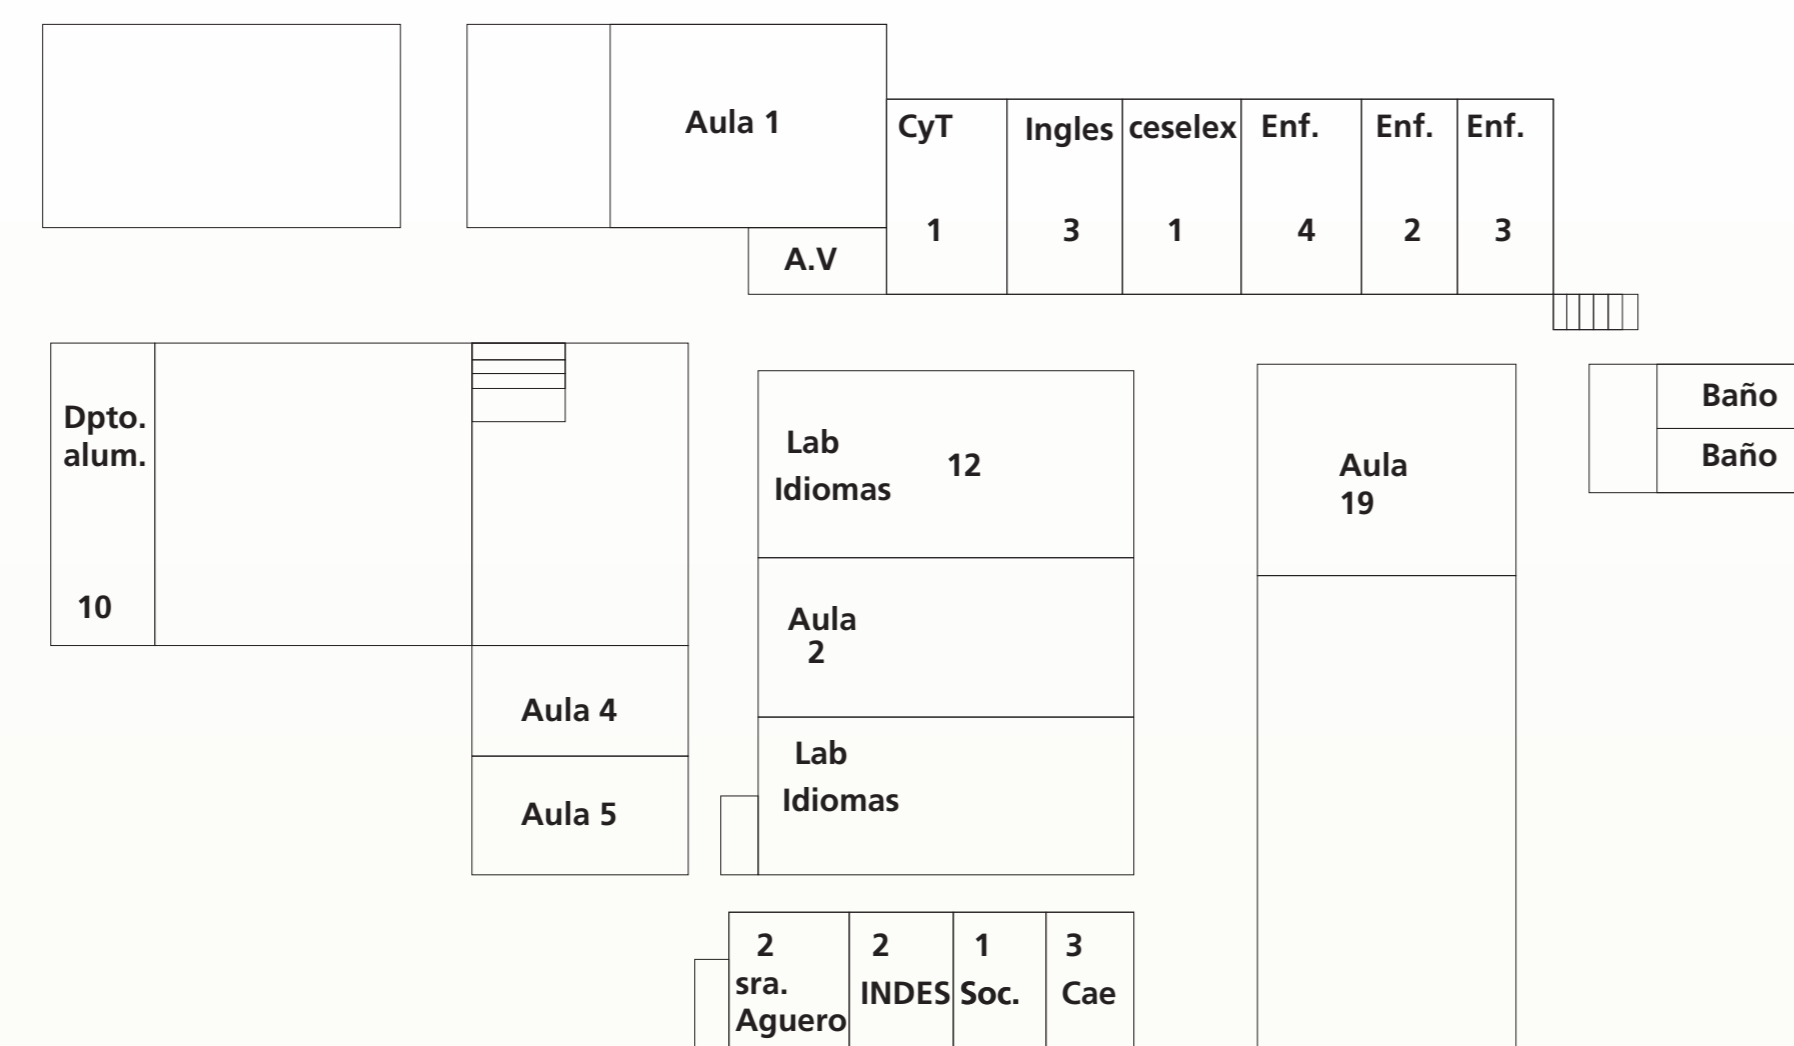 Aula 1
CyT
Ingles
ceselex
Enf.
Enf.
Enf.
1
3
1
4
2
3
A.V
Dpto.
alum.
10
Lab
Idiomas
12
Aula
19
Baño
Baño
Aula
2
Aula 4
Lab
Idiomas
Aula 5
2
sra.
Aguero
2
INDES
1
Soc.
3
Cae